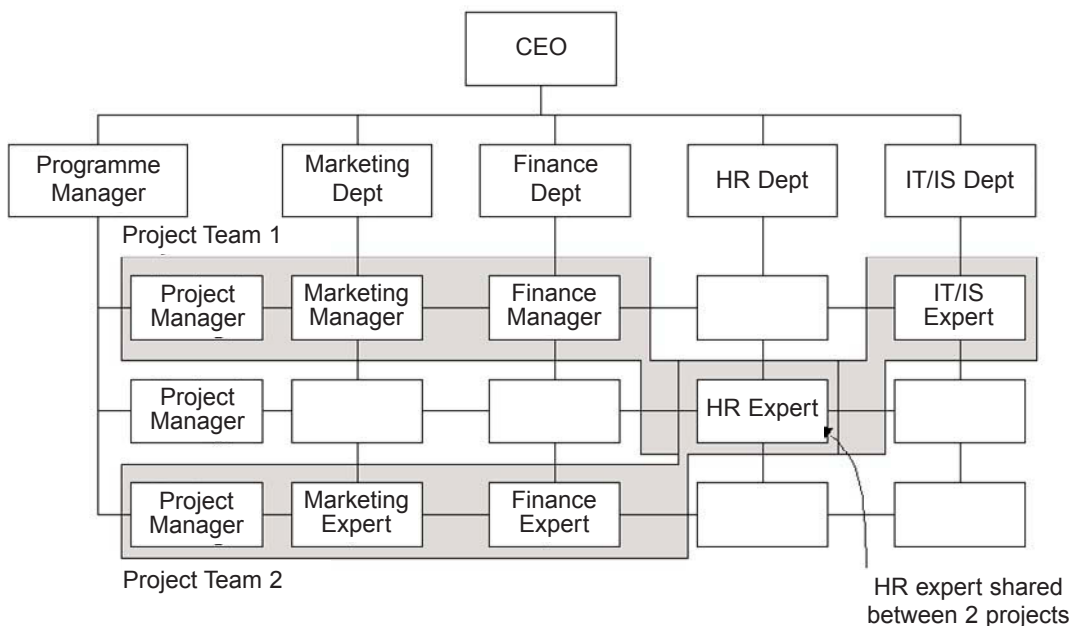 CEO
Programme
Manager
Marketing
Dept
Finance
Dept
HR Dept
IT/IS Dept
Project Team 1
Project
Manager
Marketing
Manager
Finance
Manager
IT/IS
Expert
Project
Manager
HR Expert
Project
Manager
Marketing
Expert
Finance
Expert
Project Team 2
HR expert shared
between 2 projects